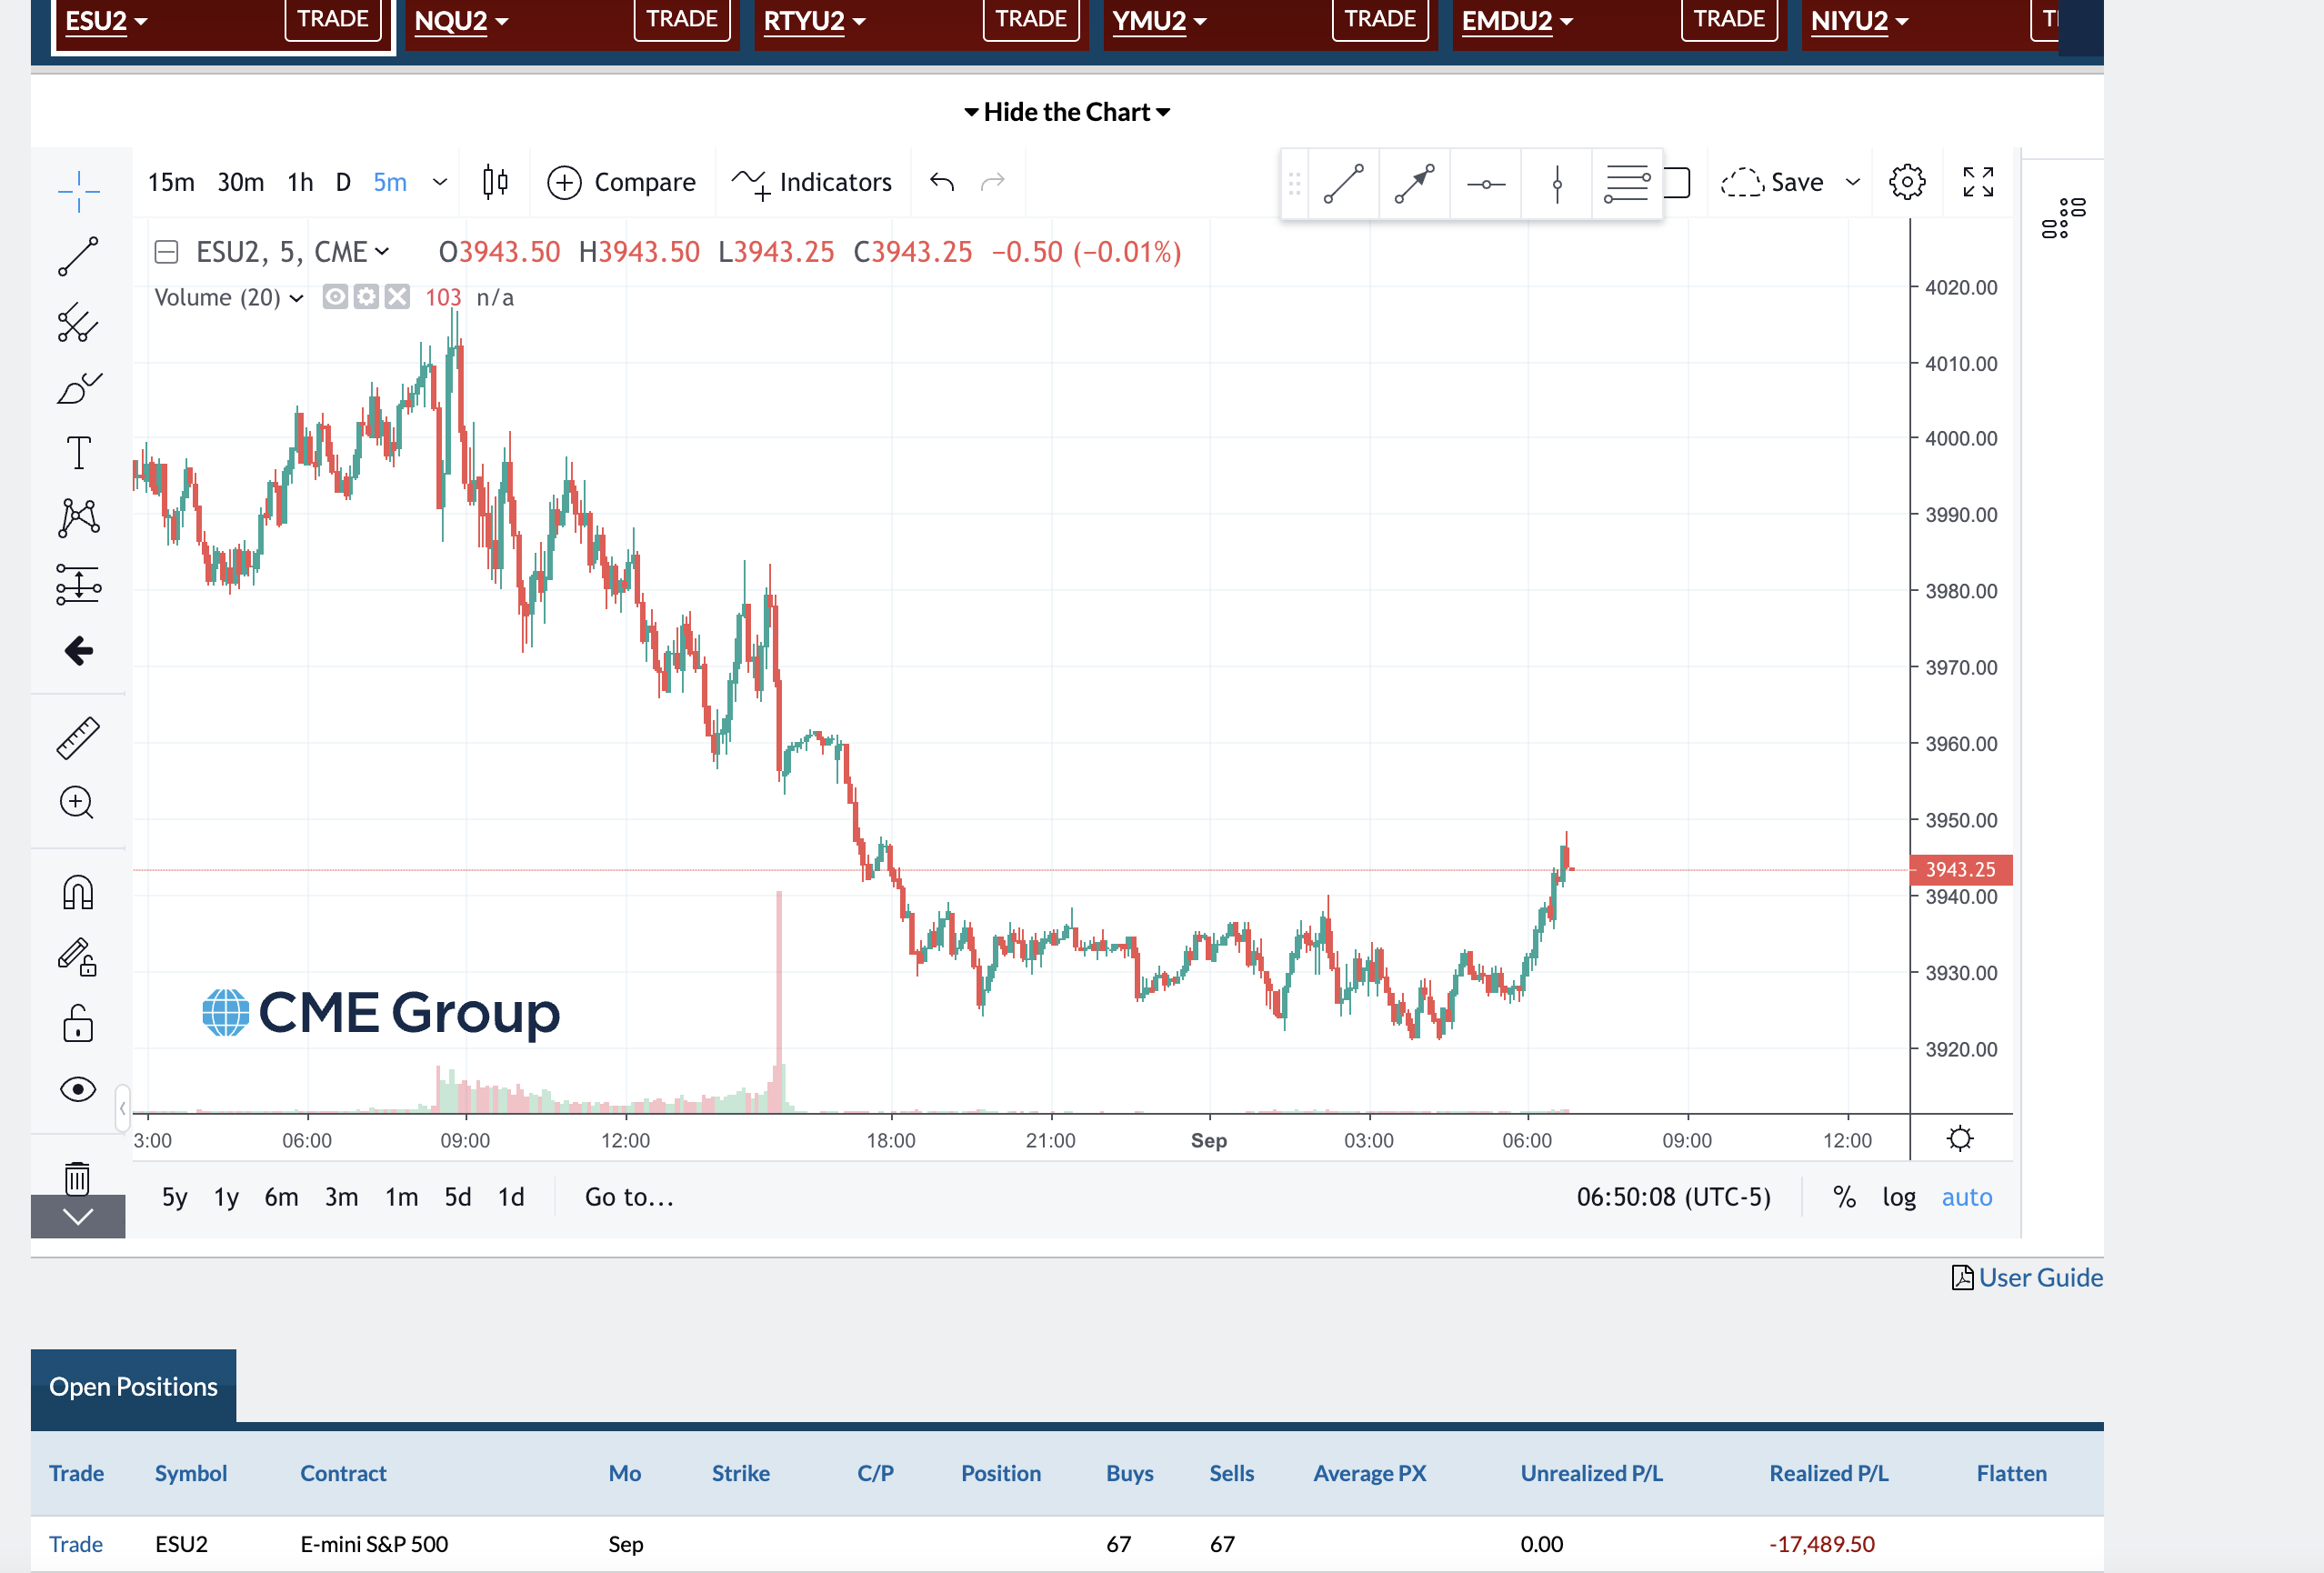 ESU2 TRADE NQU2 TRADE RTYU2 TRADE YMU2 TRADE EMDU2 TRADE NIYU2
Hide the Chart
15m 30m 1h D 5m Compare Indicators Save
ESU2, 5, CME O3943.50 H3943.50 L3943.25 C3943.25 −0.50 (−0.01%)
Volume (20) 103 n/a
4020.00
4010.00
4000.00
3990.00
3980.00
3970.00
3960.00
3950.00
3943.25
3940.00
3930.00
3920.00
CME Group
3:00 06:00 09:00 12:00 18:00 21:00 Sep 03:00 06:00 09:00 12:00
5y 1y 6m 3m 1m 5d 1d Go to... 06:50:08 (UTC-5) % log auto
User Guide
Open Positions
Trade Symbol Contract Mo Strike C/P Position Buys Sells Average PX Unrealized P/L Realized P/L Flatten
Trade ESU2 E-mini S&P 500 Sep 67 67 0.00 -17,489.50